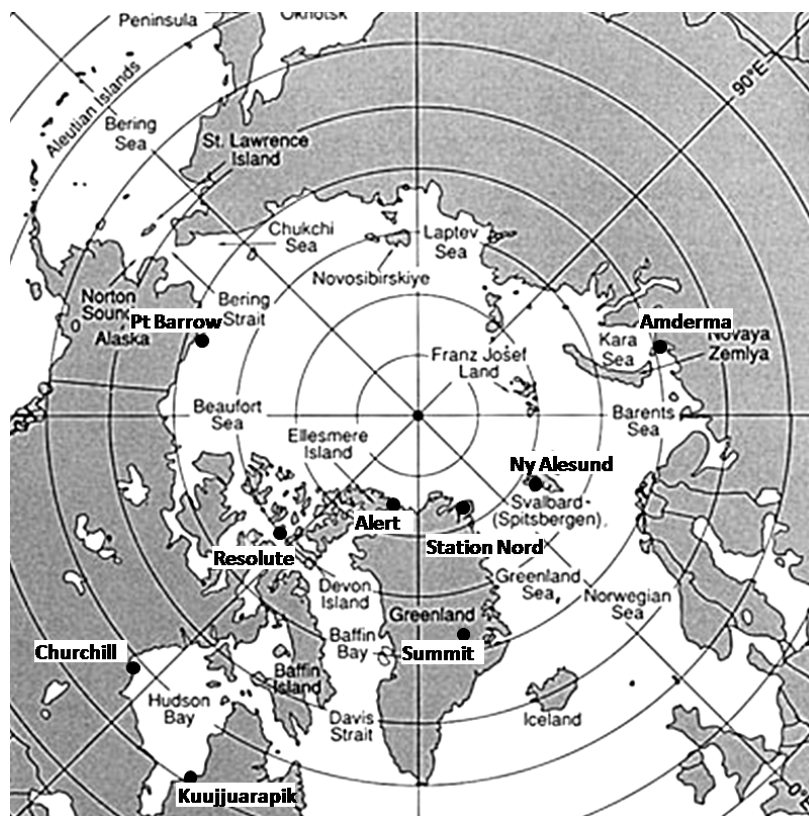 Peninsula
Okhotsk
90°E
Aleutian Islands
Bering
Sea
St. Lawrence
Island
Chukchi
Sea
Laptev
Sea
Novosibirskiye
Norton
Sound
Bering
Strait
Pt Barrow
Alaska
Amderma
Kara
Sea
Novaya
Zemlya
Franz Josef
Land
Beaufort
Sea
Barents
Sea
Ellesmere
Island
Ny Alesund
Svalbard
(Spitsbergen)
Alert
Resolute
Station Nord
Devon
Island
Greenland
Sea
Norwegian
Sea
Greenland
Baffin
Bay
Summit
Churchill
Baffin
Island
Hudson
Bay
Davis
Strait
Iceland
Kuujjuarapik
0°